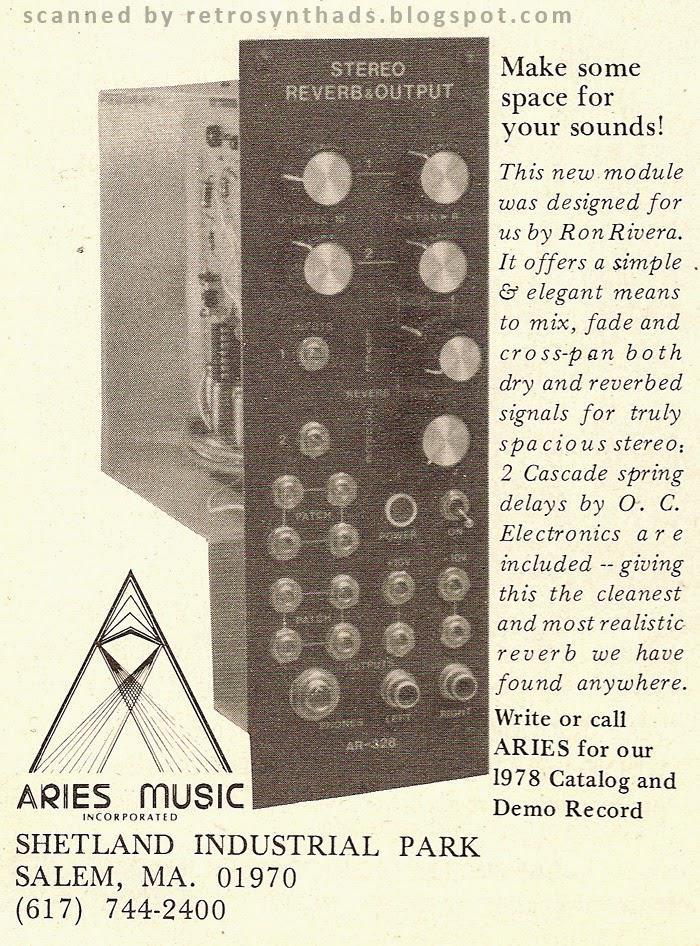 scanned by retrosynthads.blogspot.com
STEREO
REVERB&OUTPUT
1
2
INPUTS
1
REVERB
2
PATCH
POWER
ON
PATCH
OUTPUTS
PHONES
LEFT
RIGHT
AR-328
Make some
space for
your sounds!
This new module
was designed for
us by Ron Rivera.
It offers a simple
& elegant means
to mix, fade and
cross-pan both
dry and reverbed
signals for truly
spacious stereo;
2 Cascade spring
delays by O. C.
Electronics are
included -- giving
this the cleanest
and most realistic
reverb we have
found anywhere.
Write or call
ARIES for our
1978 Catalog and
Demo Record
ARIES MUSIC
INCORPORATED
SHETLAND INDUSTRIAL PARK
SALEM, MA. 01970
(617) 744-2400